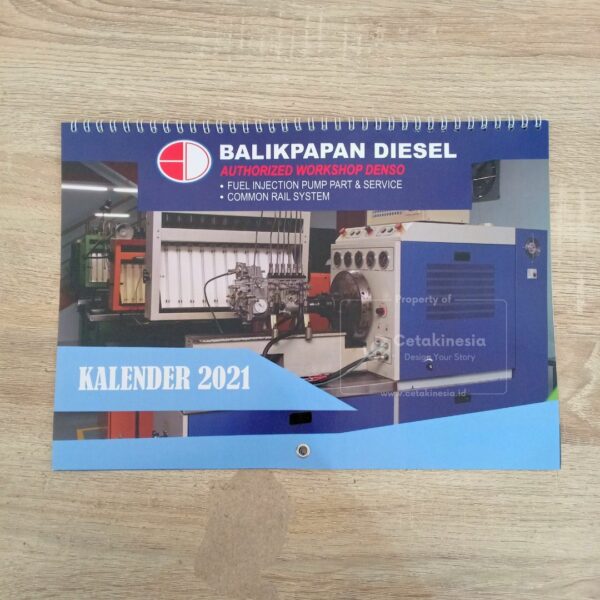 BALIKPAPAN DIESEL
AUTHORIZED WORKSHOP DENSO
• FUEL INJECTION PUMP PART & SERVICE
• COMMON RAIL SYSTEM
Property of
Cetakinesia
Design Your Story
www.cetakinesia.id
KALENDER 2021